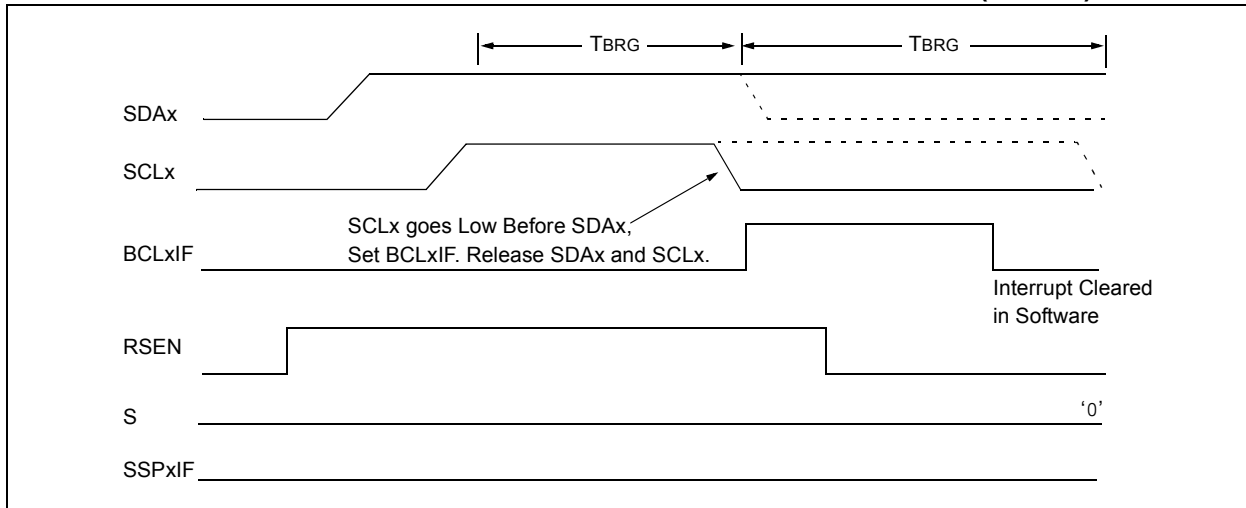 TBRG
TBRG
SDAx
SCLx
SCLx goes Low Before SDAx,
Set BCLxIF. Release SDAx and SCLx.
BCLxIF
Interrupt Cleared
in Software
RSEN
S
‘0’
SSPxIF